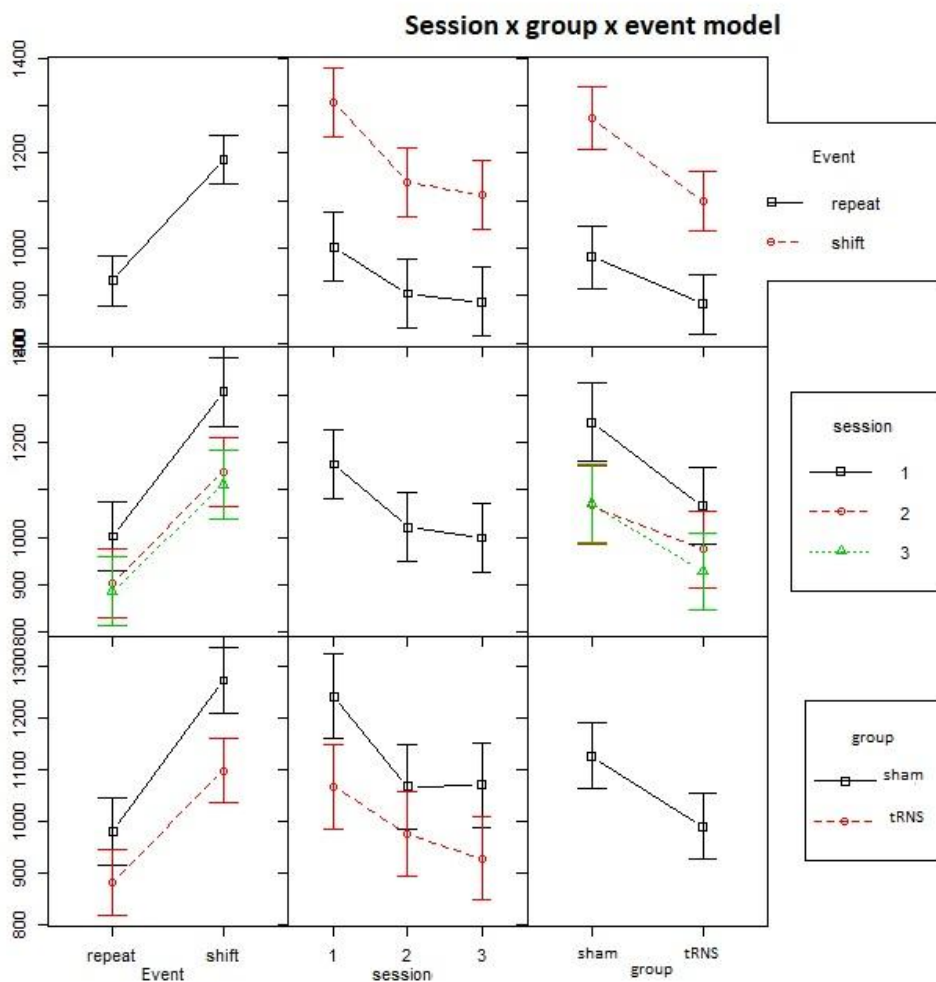 Session x group x event model
1400
1200
1000
900
Event
repeat
shift
1200
1000
900
800
session
1
2
3
1300
1200
1100
1000
900
800
group
sham
tRNS
repeat shift 1 2 3 sham tRNS
Event session group